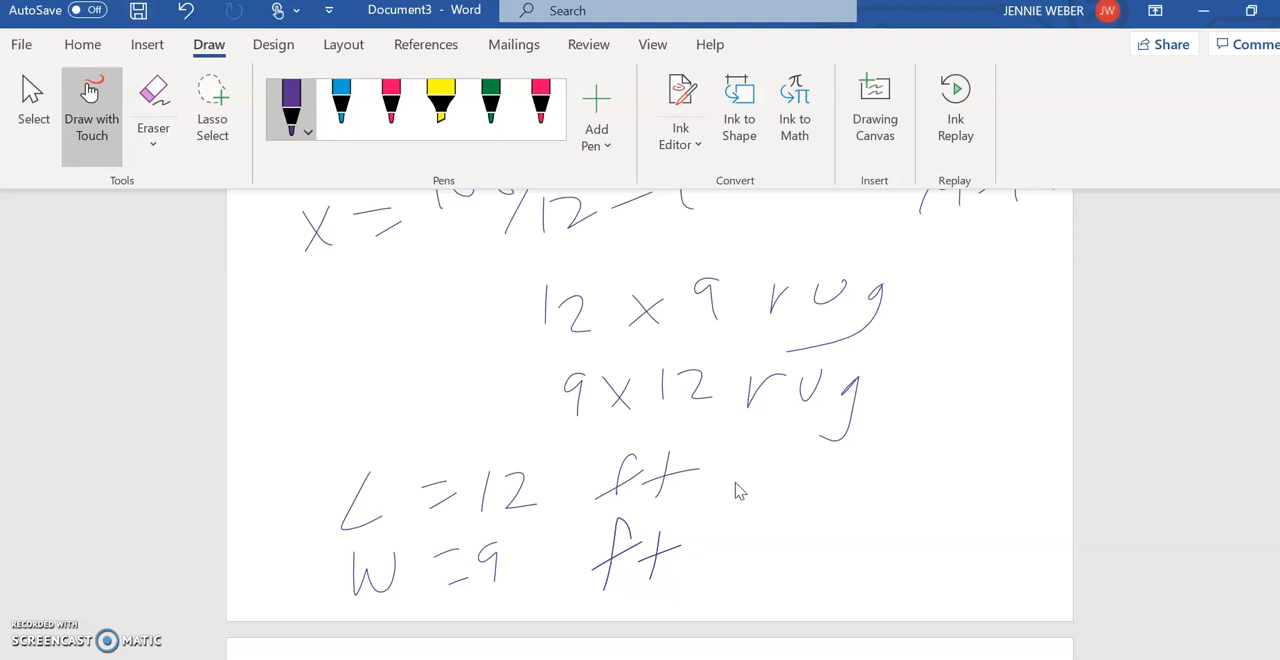 AutoSave Off Document3 - Word Search JENNIE WEBER JW
File Home Insert Draw Design Layout References Mailings Review View Help Share Comme
Select Draw with Touch Eraser Lasso Select Add Pen Ink Editor Ink to Shape Ink to Math Drawing Canvas Ink Replay
Tools Pens Convert Insert Replay
X =
12 x 9 rug
9 x 12 rug
L = 12 ft
W = 9 ft
RECORDED WITH
SCREENCAST MATIC